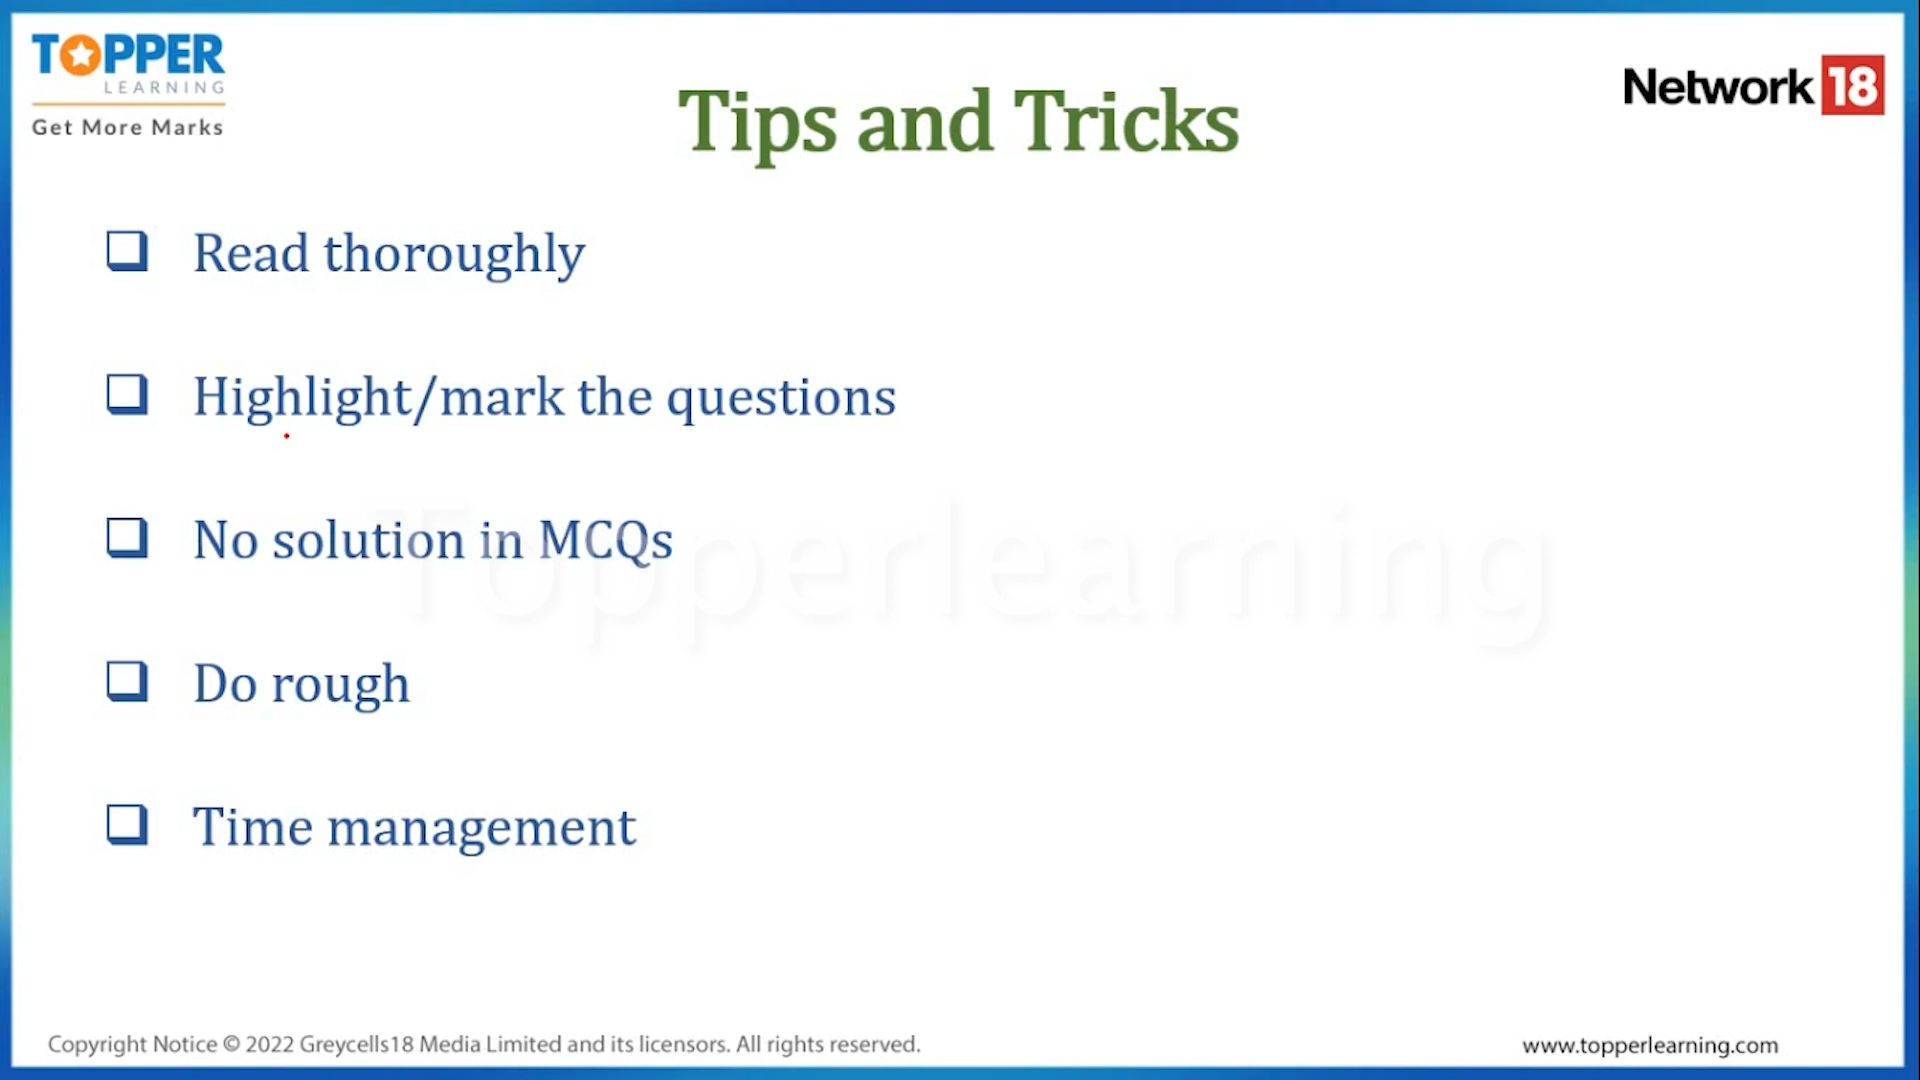 TOPPER
LEARNING
Get More Marks
Network 18
Tips and Tricks
Read thoroughly
Highlight/mark the questions
No solution in MCQs
Do rough
Time management
Topperlearning
Copyright Notice © 2022 Greycells18 Media Limited and its licensors. All rights reserved.
www.topperlearning.com